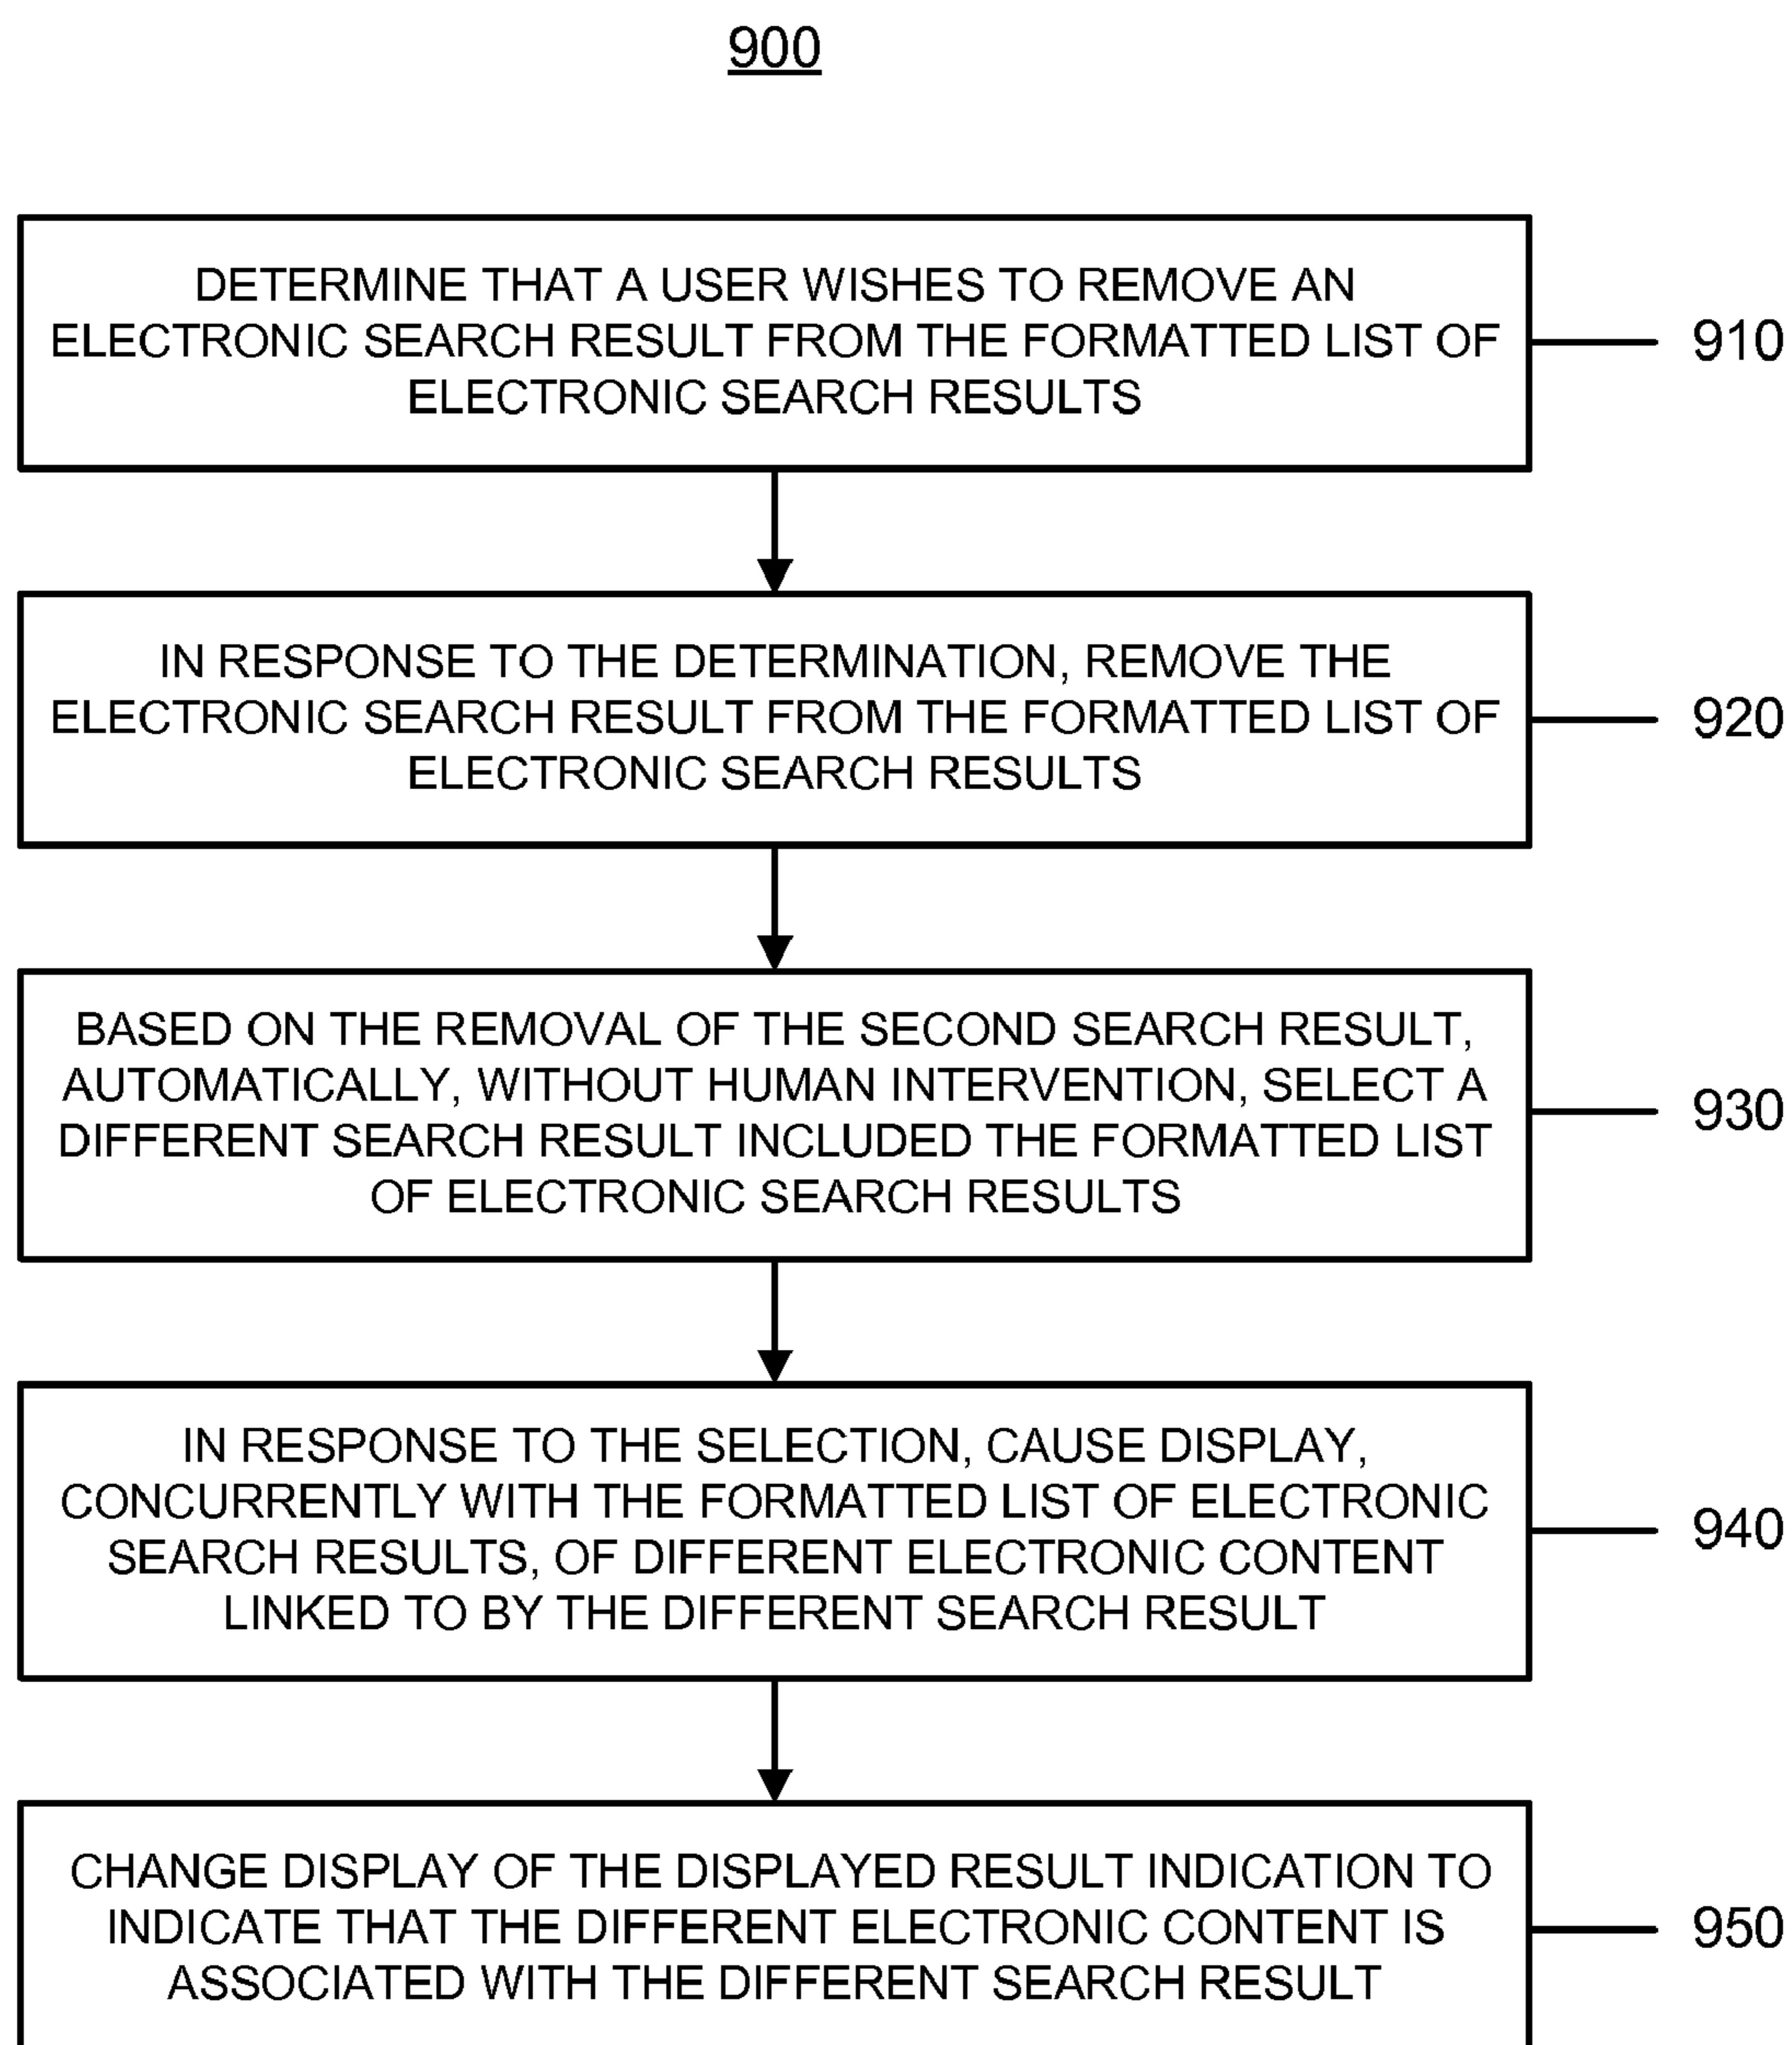 900
DETERMINE THAT A USER WISHES TO REMOVE AN
ELECTRONIC SEARCH RESULT FROM THE FORMATTED LIST OF
ELECTRONIC SEARCH RESULTS
910
IN RESPONSE TO THE DETERMINATION, REMOVE THE
ELECTRONIC SEARCH RESULT FROM THE FORMATTED LIST OF
ELECTRONIC SEARCH RESULTS
920
BASED ON THE REMOVAL OF THE SECOND SEARCH RESULT,
AUTOMATICALLY, WITHOUT HUMAN INTERVENTION, SELECT A
DIFFERENT SEARCH RESULT INCLUDED THE FORMATTED LIST
OF ELECTRONIC SEARCH RESULTS
930
IN RESPONSE TO THE SELECTION, CAUSE DISPLAY,
CONCURRENTLY WITH THE FORMATTED LIST OF ELECTRONIC
SEARCH RESULTS, OF DIFFERENT ELECTRONIC CONTENT
LINKED TO BY THE DIFFERENT SEARCH RESULT
940
CHANGE DISPLAY OF THE DISPLAYED RESULT INDICATION TO
INDICATE THAT THE DIFFERENT ELECTRONIC CONTENT IS
ASSOCIATED WITH THE DIFFERENT SEARCH RESULT
950